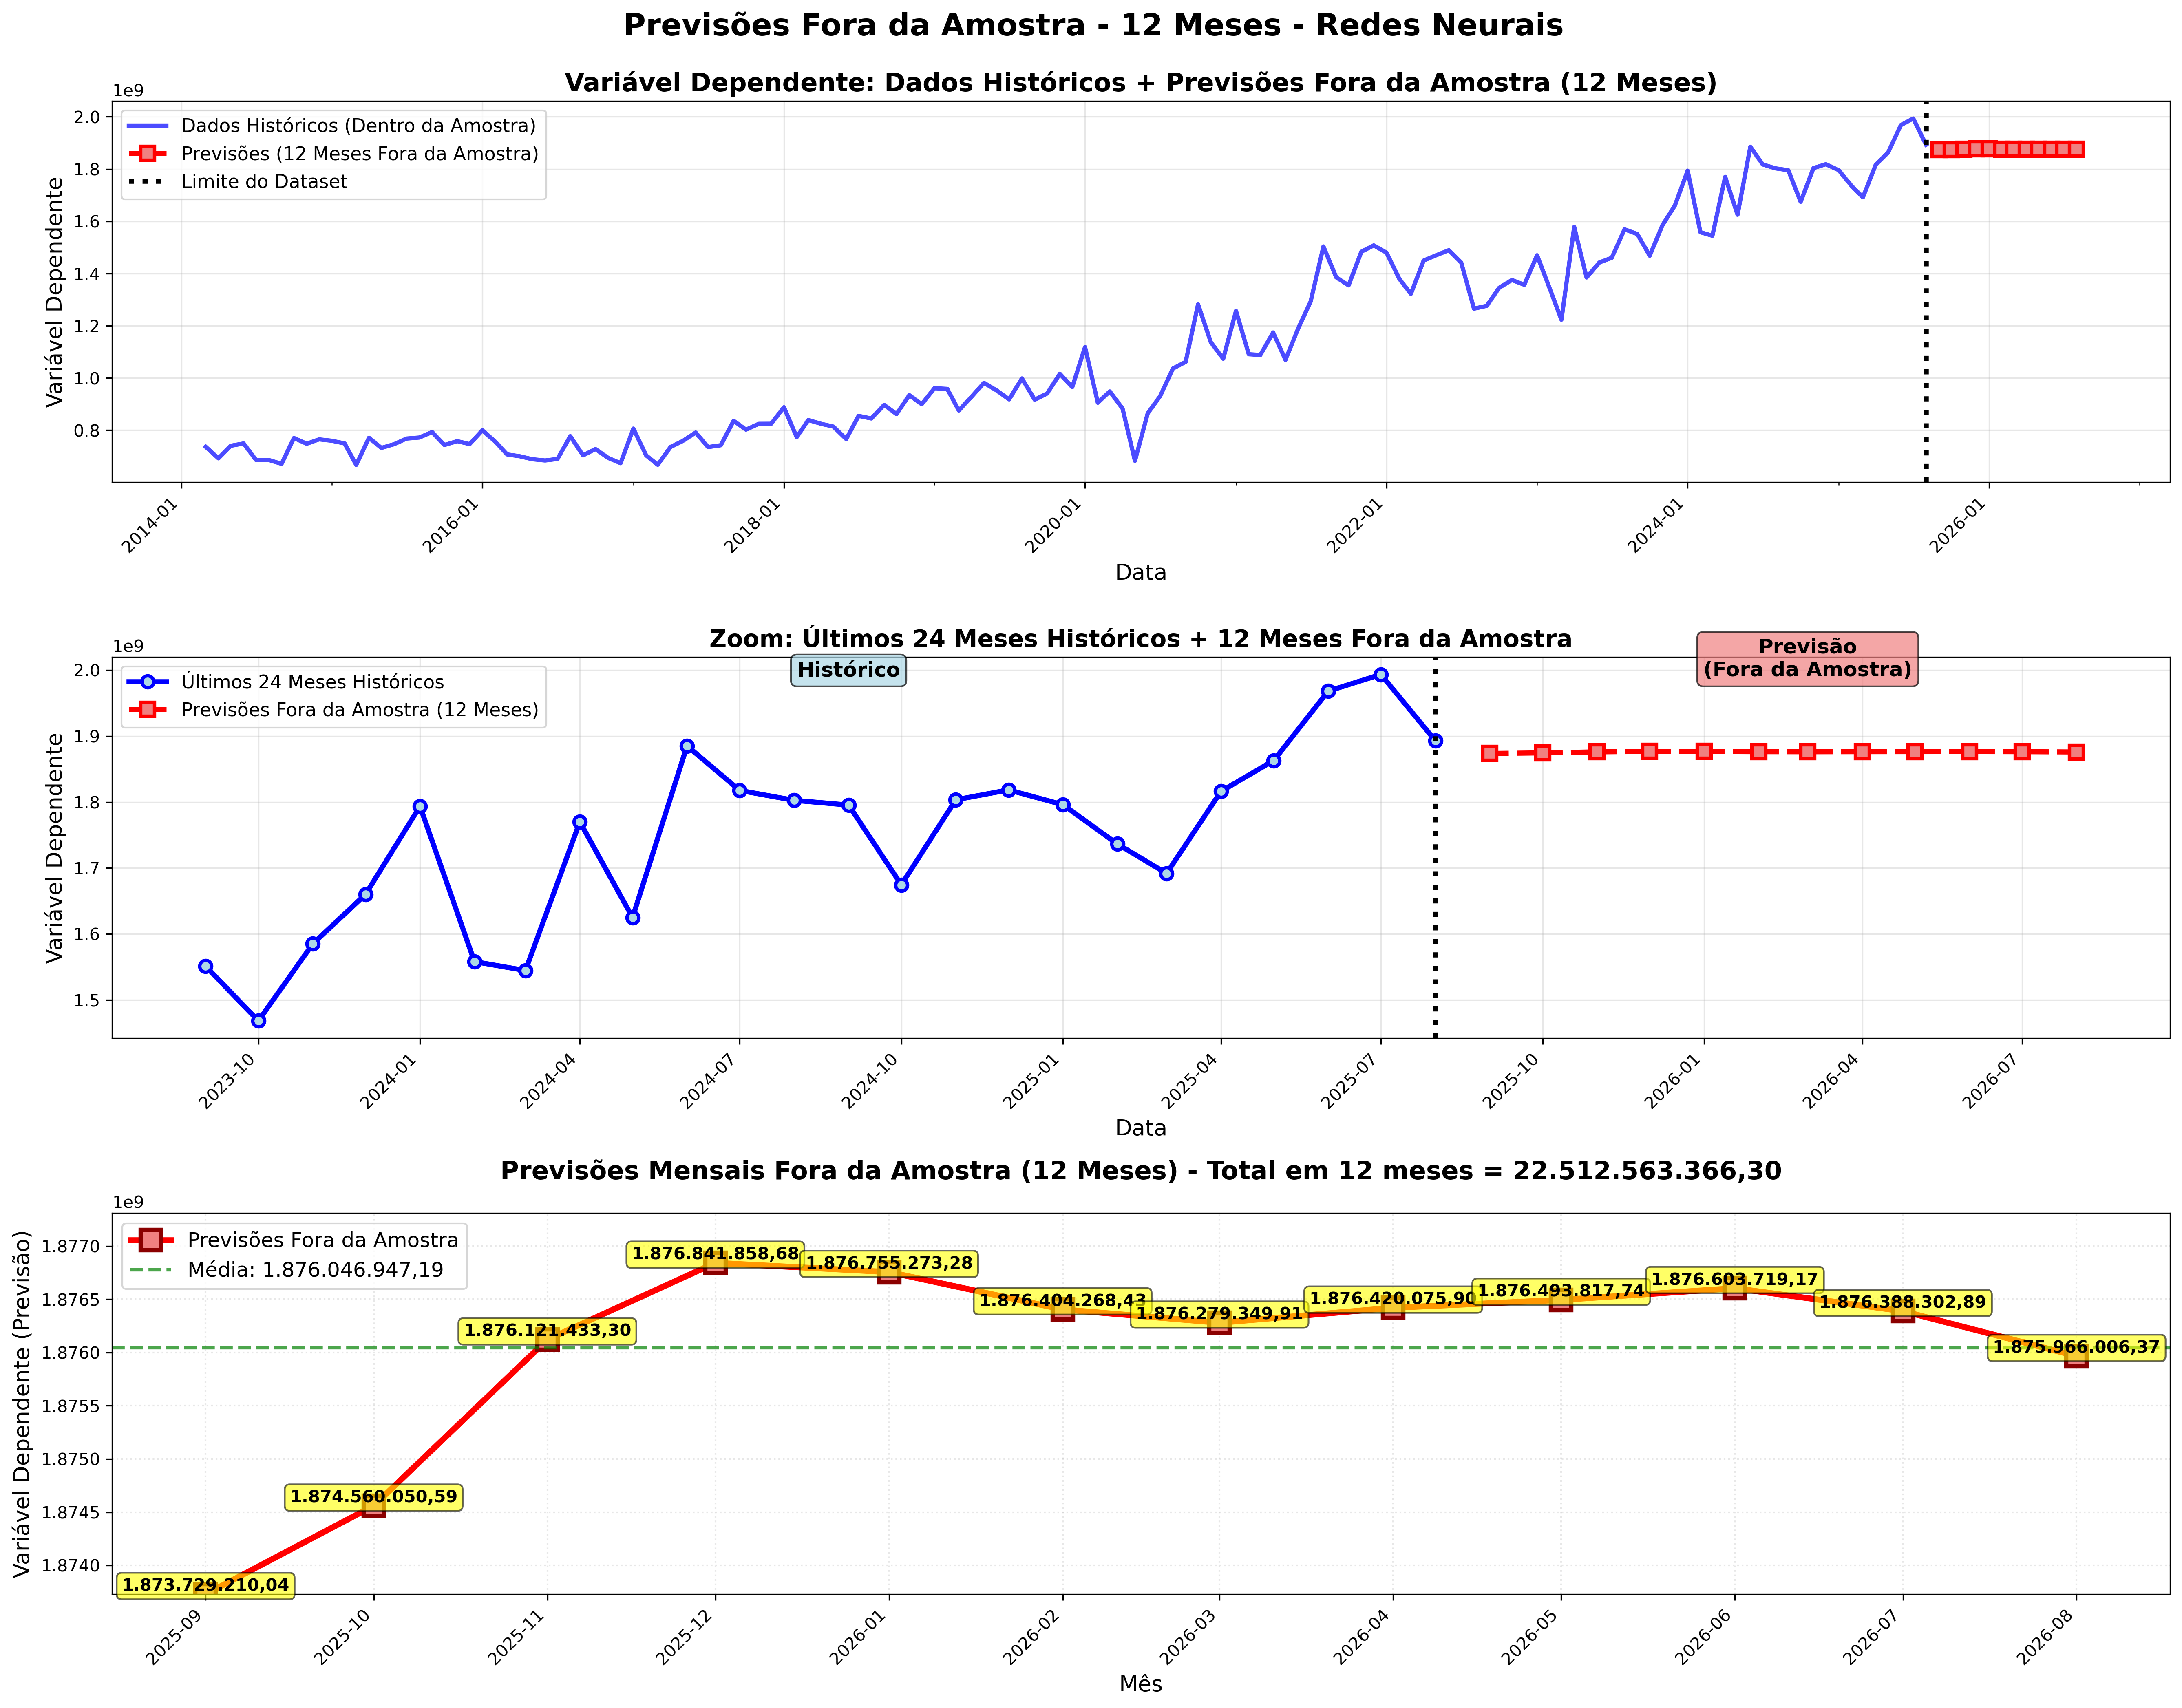 Previsões Fora da Amostra - 12 Meses - Redes Neurais
Variável Dependente: Dados Históricos + Previsões Fora da Amostra (12 Meses)
1e9
Dados Históricos (Dentro da Amostra)
Previsões (12 Meses Fora da Amostra)
Limite do Dataset
Variável Dependente
2.0
1.8
1.6
1.4
1.2
1.0
0.8
2014-01
2016-01
2018-01
2020-01
2022-01
2024-01
2026-01
Data
Zoom: Últimos 24 Meses Históricos + 12 Meses Fora da Amostra
1e9
Últimos 24 Meses Históricos
Previsões Fora da Amostra (12 Meses)
Histórico
Previsão
(Fora da Amostra)
Variável Dependente
2.0
1.9
1.8
1.7
1.6
1.5
2023-10
2024-01
2024-04
2024-07
2024-10
2025-01
2025-04
2025-07
2025-10
2026-01
2026-04
2026-07
Data
Previsões Mensais Fora da Amostra (12 Meses) - Total em 12 meses = 22.512.563.366,30
1e9
Previsões Fora da Amostra
Média: 1.876.046.947,19
Variável Dependente (Previsão)
1.8770
1.8765
1.8760
1.8755
1.8750
1.8745
1.8740
1.873.729.210,04
1.874.560.050,59
1.876.121.433,30
1.876.841.858,68
1.876.755.273,28
1.876.404.268,43
1.876.279.349,91
1.876.420.075,90
1.876.493.817,74
1.876.603.719,17
1.876.388.302,89
1.875.966.006,37
2025-09
2025-10
2025-11
2025-12
2026-01
2026-02
2026-03
2026-04
2026-05
2026-06
2026-07
2026-08
Mês